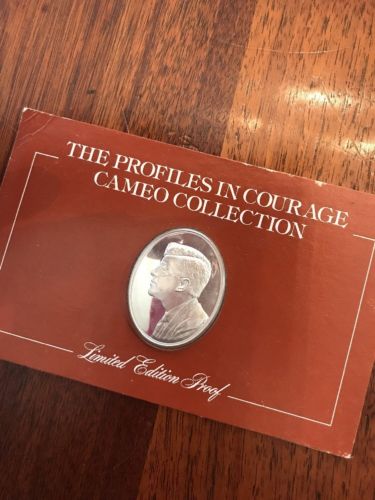 THE PROFILES IN COURAGE
CAMEO COLLECTION
Limited Edition Proof